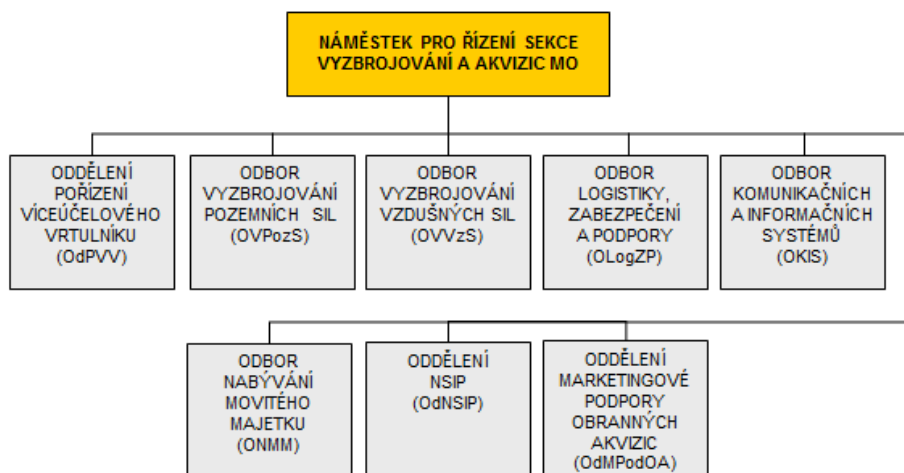 NÁMĚSTEK PRO ŘÍZENÍ SEKCE
VYZBROJOVÁNÍ A AKVIZIC MO
ODDĚLENÍ
POŘÍZENÍ
VÍCEÚČELOVÉHO
VRTULNÍKU
(OdPVV)
ODBOR
VYZBROJOVÁNÍ
POZEMNÍCH SIL
(OVPozS)
ODBOR
VYZBROJOVÁNÍ
VZDUŠNÝCH SIL
(OVVzS)
ODBOR
LOGISTIKY,
ZABEZPEČENÍ
A PODPORY
(OLogZP)
ODBOR
KOMUNIKAČNÍCH
A INFORMAČNÍCH
SYSTÉMŮ
(OKIS)
ODBOR
NABÝVÁNÍ
MOVITÉHO
MAJETKU
(ONMM)
ODDĚLENÍ
NSIP
(OdNSIP)
ODDĚLENÍ
MARKETINGOVÉ
PODPORY
OBRANNÝCH
AKVIZIC
(OdMPodOA)